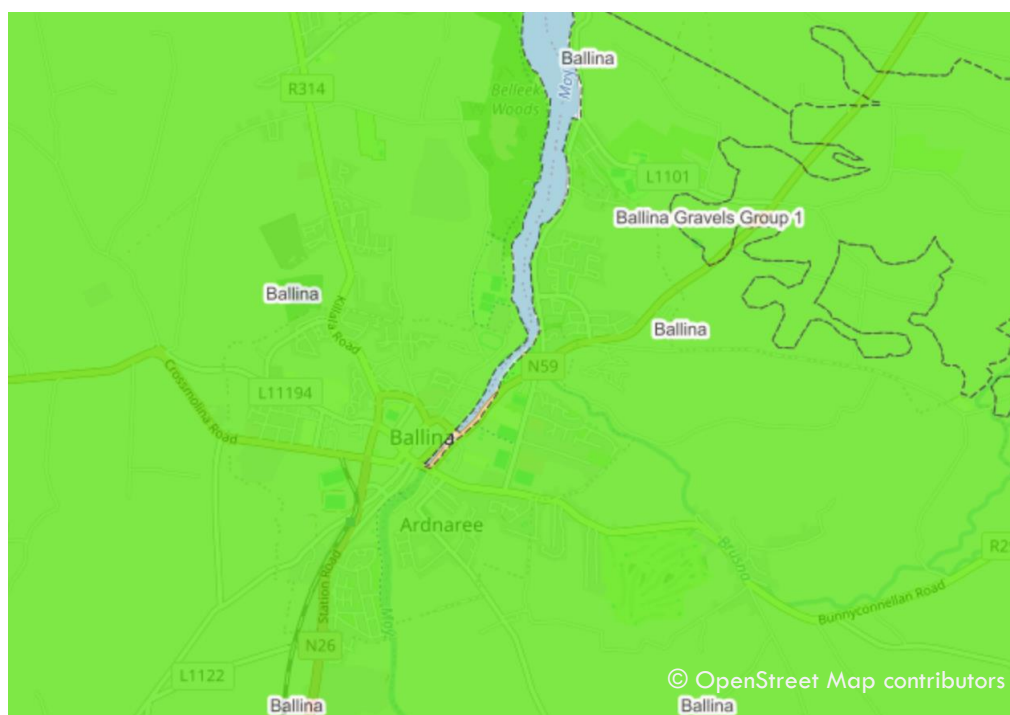 Ballina
Moy
R314
Belleek
Woods
L1101
Ballina Gravels Group 1
Ballina
Killala Road
Ballina
N59
Crossmolina Road
L11194
Ballina
Ardnaree
Brusna
Station Road
Moy
Bunnyconnellan Road
N26
L1122
© OpenStreet Map contributors
Ballina
Ballina